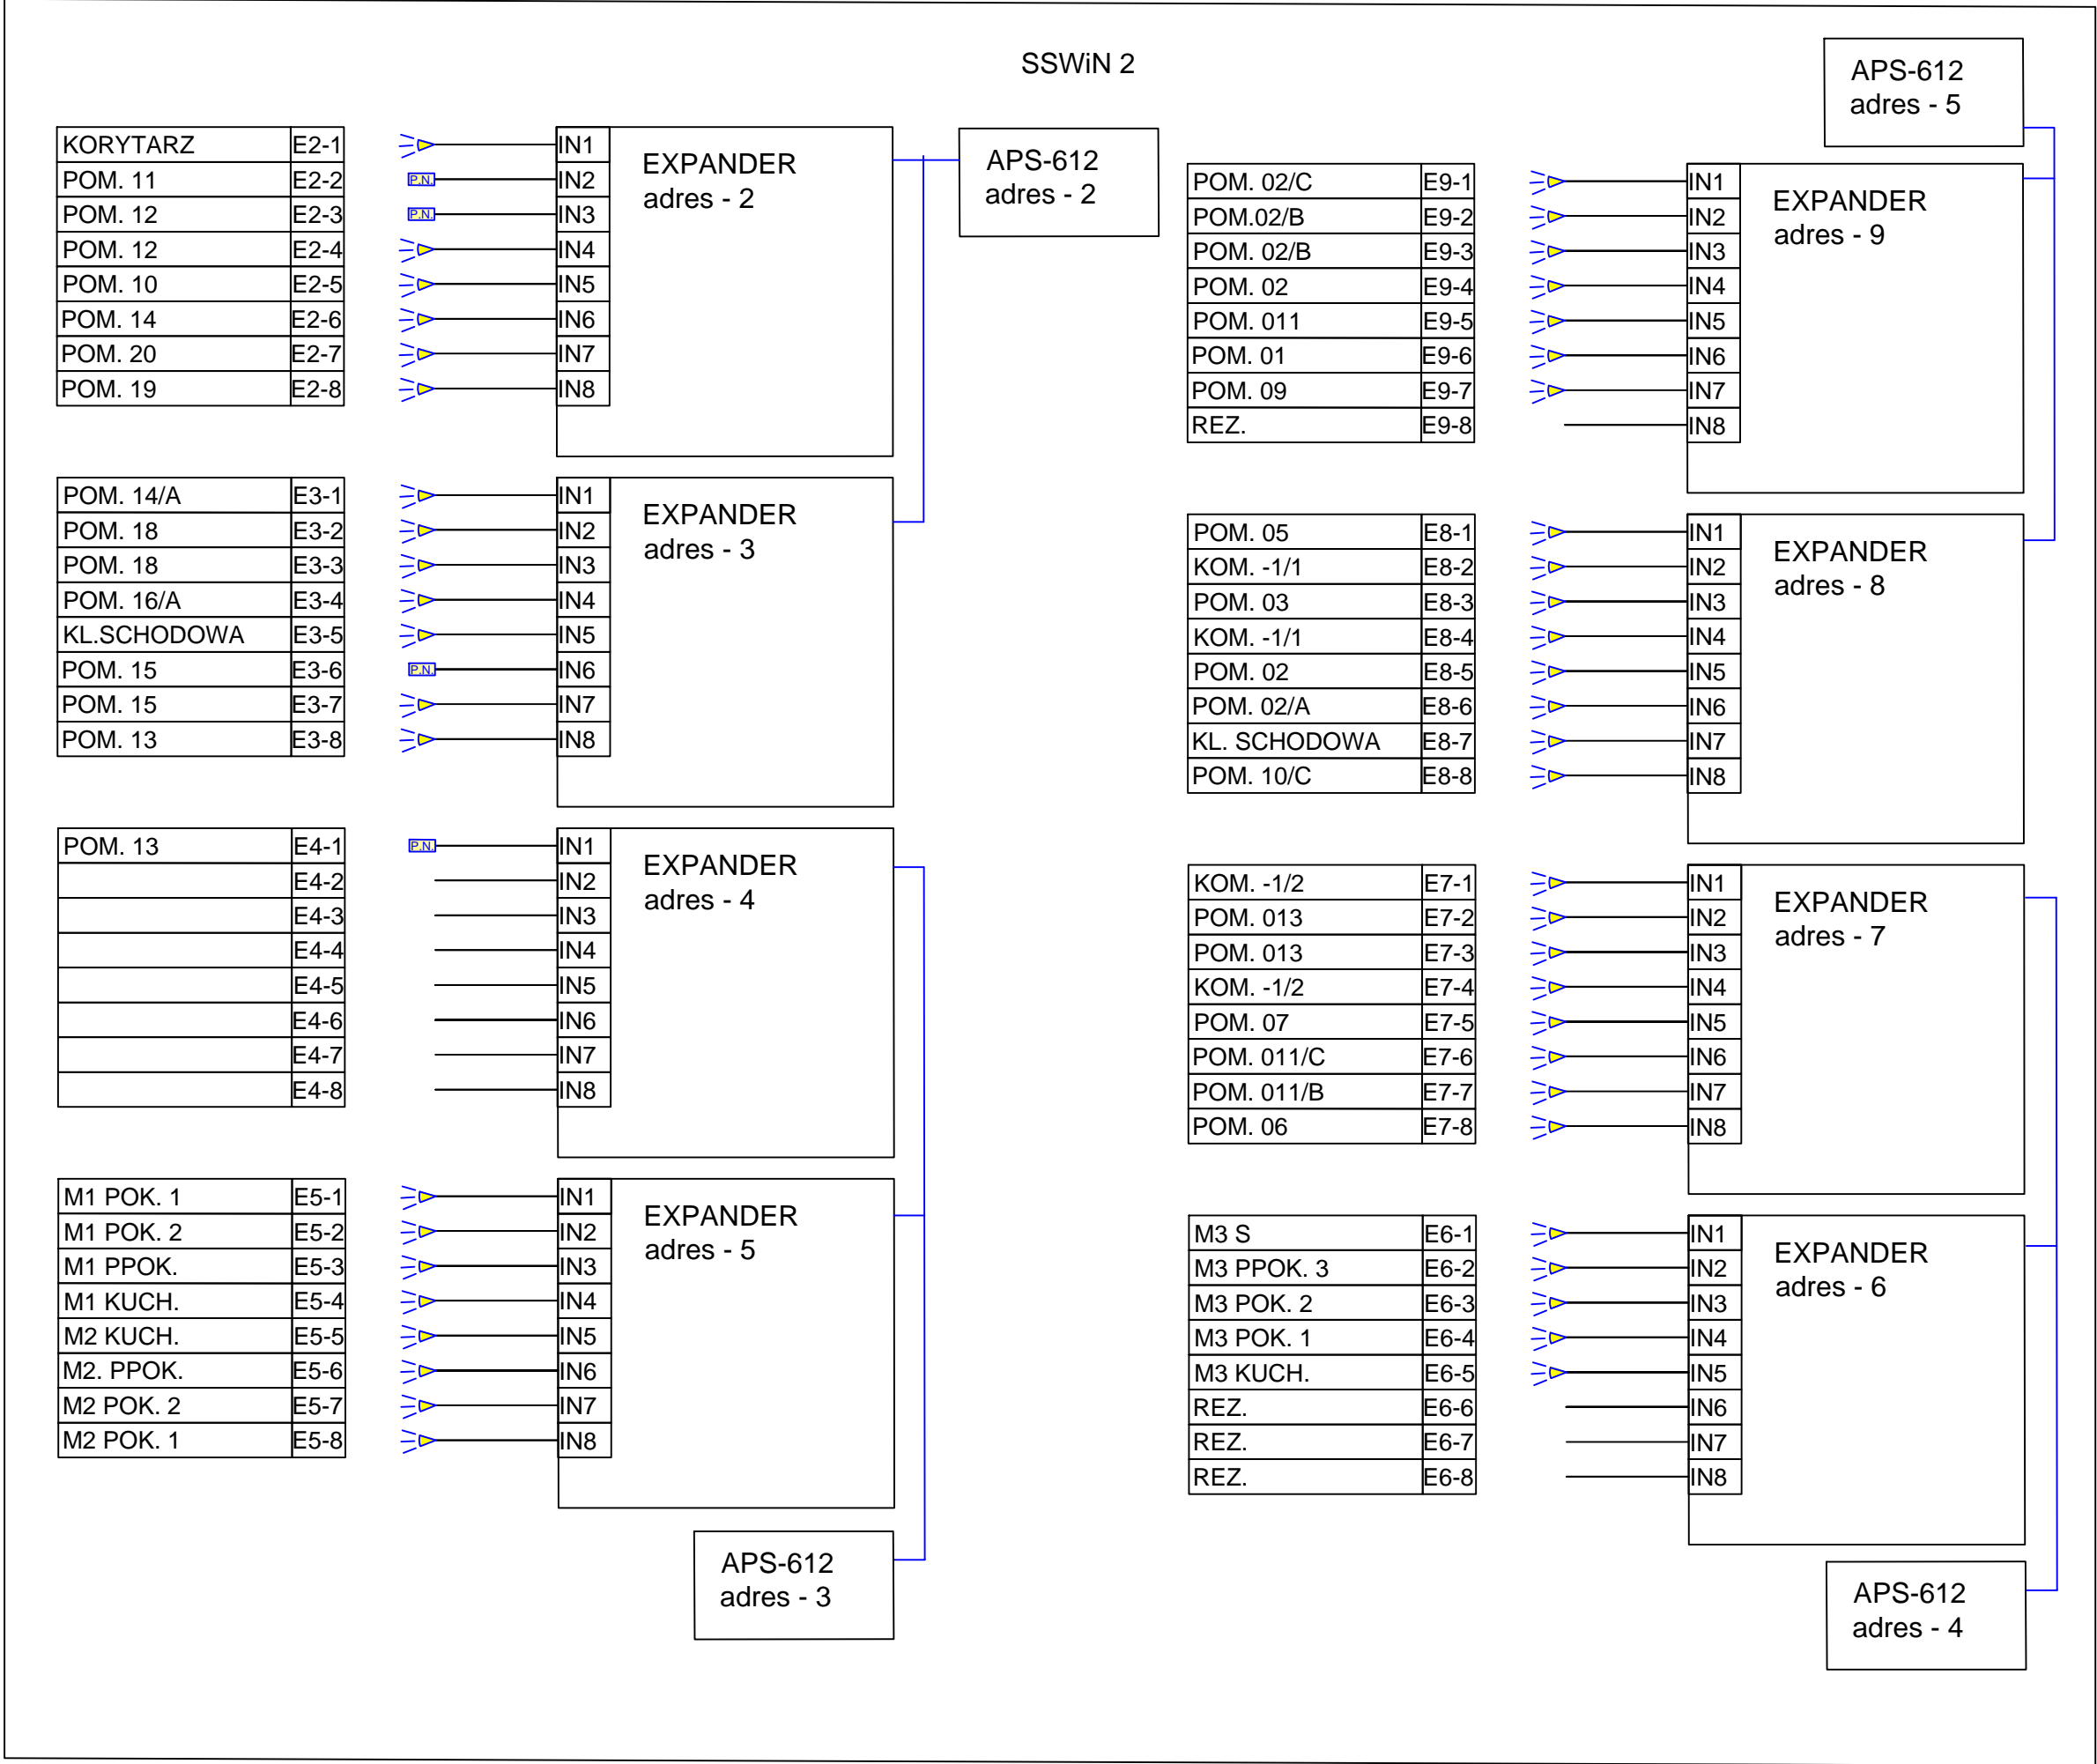 SSWiN 2
KORYTARZ E2-1 IN1
POM. 11 E2-2 P.N. IN2
POM. 12 E2-3 P.N. IN3
POM. 12 E2-4 IN4
POM. 10 E2-5 IN5
POM. 14 E2-6 IN6
POM. 20 E2-7 IN7
POM. 19 E2-8 IN8
EXPANDER
adres - 2
APS-612
adres - 2
POM. 14/A E3-1 IN1
POM. 18 E3-2 IN2
POM. 18 E3-3 IN3
POM. 16/A E3-4 IN4
KL.SCHODOWA E3-5 IN5
POM. 15 E3-6 P.N. IN6
POM. 15 E3-7 IN7
POM. 13 E3-8 IN8
EXPANDER
adres - 3
POM. 13 E4-1 P.N. IN1
E4-2 IN2
E4-3 IN3
E4-4 IN4
E4-5 IN5
E4-6 IN6
E4-7 IN7
E4-8 IN8
EXPANDER
adres - 4
M1 POK. 1 E5-1 IN1
M1 POK. 2 E5-2 IN2
M1 PPOK. E5-3 IN3
M1 KUCH. E5-4 IN4
M2 KUCH. E5-5 IN5
M2. PPOK. E5-6 IN6
M2 POK. 2 E5-7 IN7
M2 POK. 1 E5-8 IN8
EXPANDER
adres - 5
APS-612
adres - 3
APS-612
adres - 5
POM. 02/C E9-1 IN1
POM.02/B E9-2 IN2
POM. 02/B E9-3 IN3
POM. 02 E9-4 IN4
POM. 011 E9-5 IN5
POM. 01 E9-6 IN6
POM. 09 E9-7 IN7
REZ. E9-8 IN8
EXPANDER
adres - 9
POM. 05 E8-1 IN1
KOM. -1/1 E8-2 IN2
POM. 03 E8-3 IN3
KOM. -1/1 E8-4 IN4
POM. 02 E8-5 IN5
POM. 02/A E8-6 IN6
KL. SCHODOWA E8-7 IN7
POM. 10/C E8-8 IN8
EXPANDER
adres - 8
KOM. -1/2 E7-1 IN1
POM. 013 E7-2 IN2
POM. 013 E7-3 IN3
KOM. -1/2 E7-4 IN4
POM. 07 E7-5 IN5
POM. 011/C E7-6 IN6
POM. 011/B E7-7 IN7
POM. 06 E7-8 IN8
EXPANDER
adres - 7
M3 S E6-1 IN1
M3 PPOK. 3 E6-2 IN2
M3 POK. 2 E6-3 IN3
M3 POK. 1 E6-4 IN4
M3 KUCH. E6-5 IN5
REZ. E6-6 IN6
REZ. E6-7 IN7
REZ. E6-8 IN8
EXPANDER
adres - 6
APS-612
adres - 4